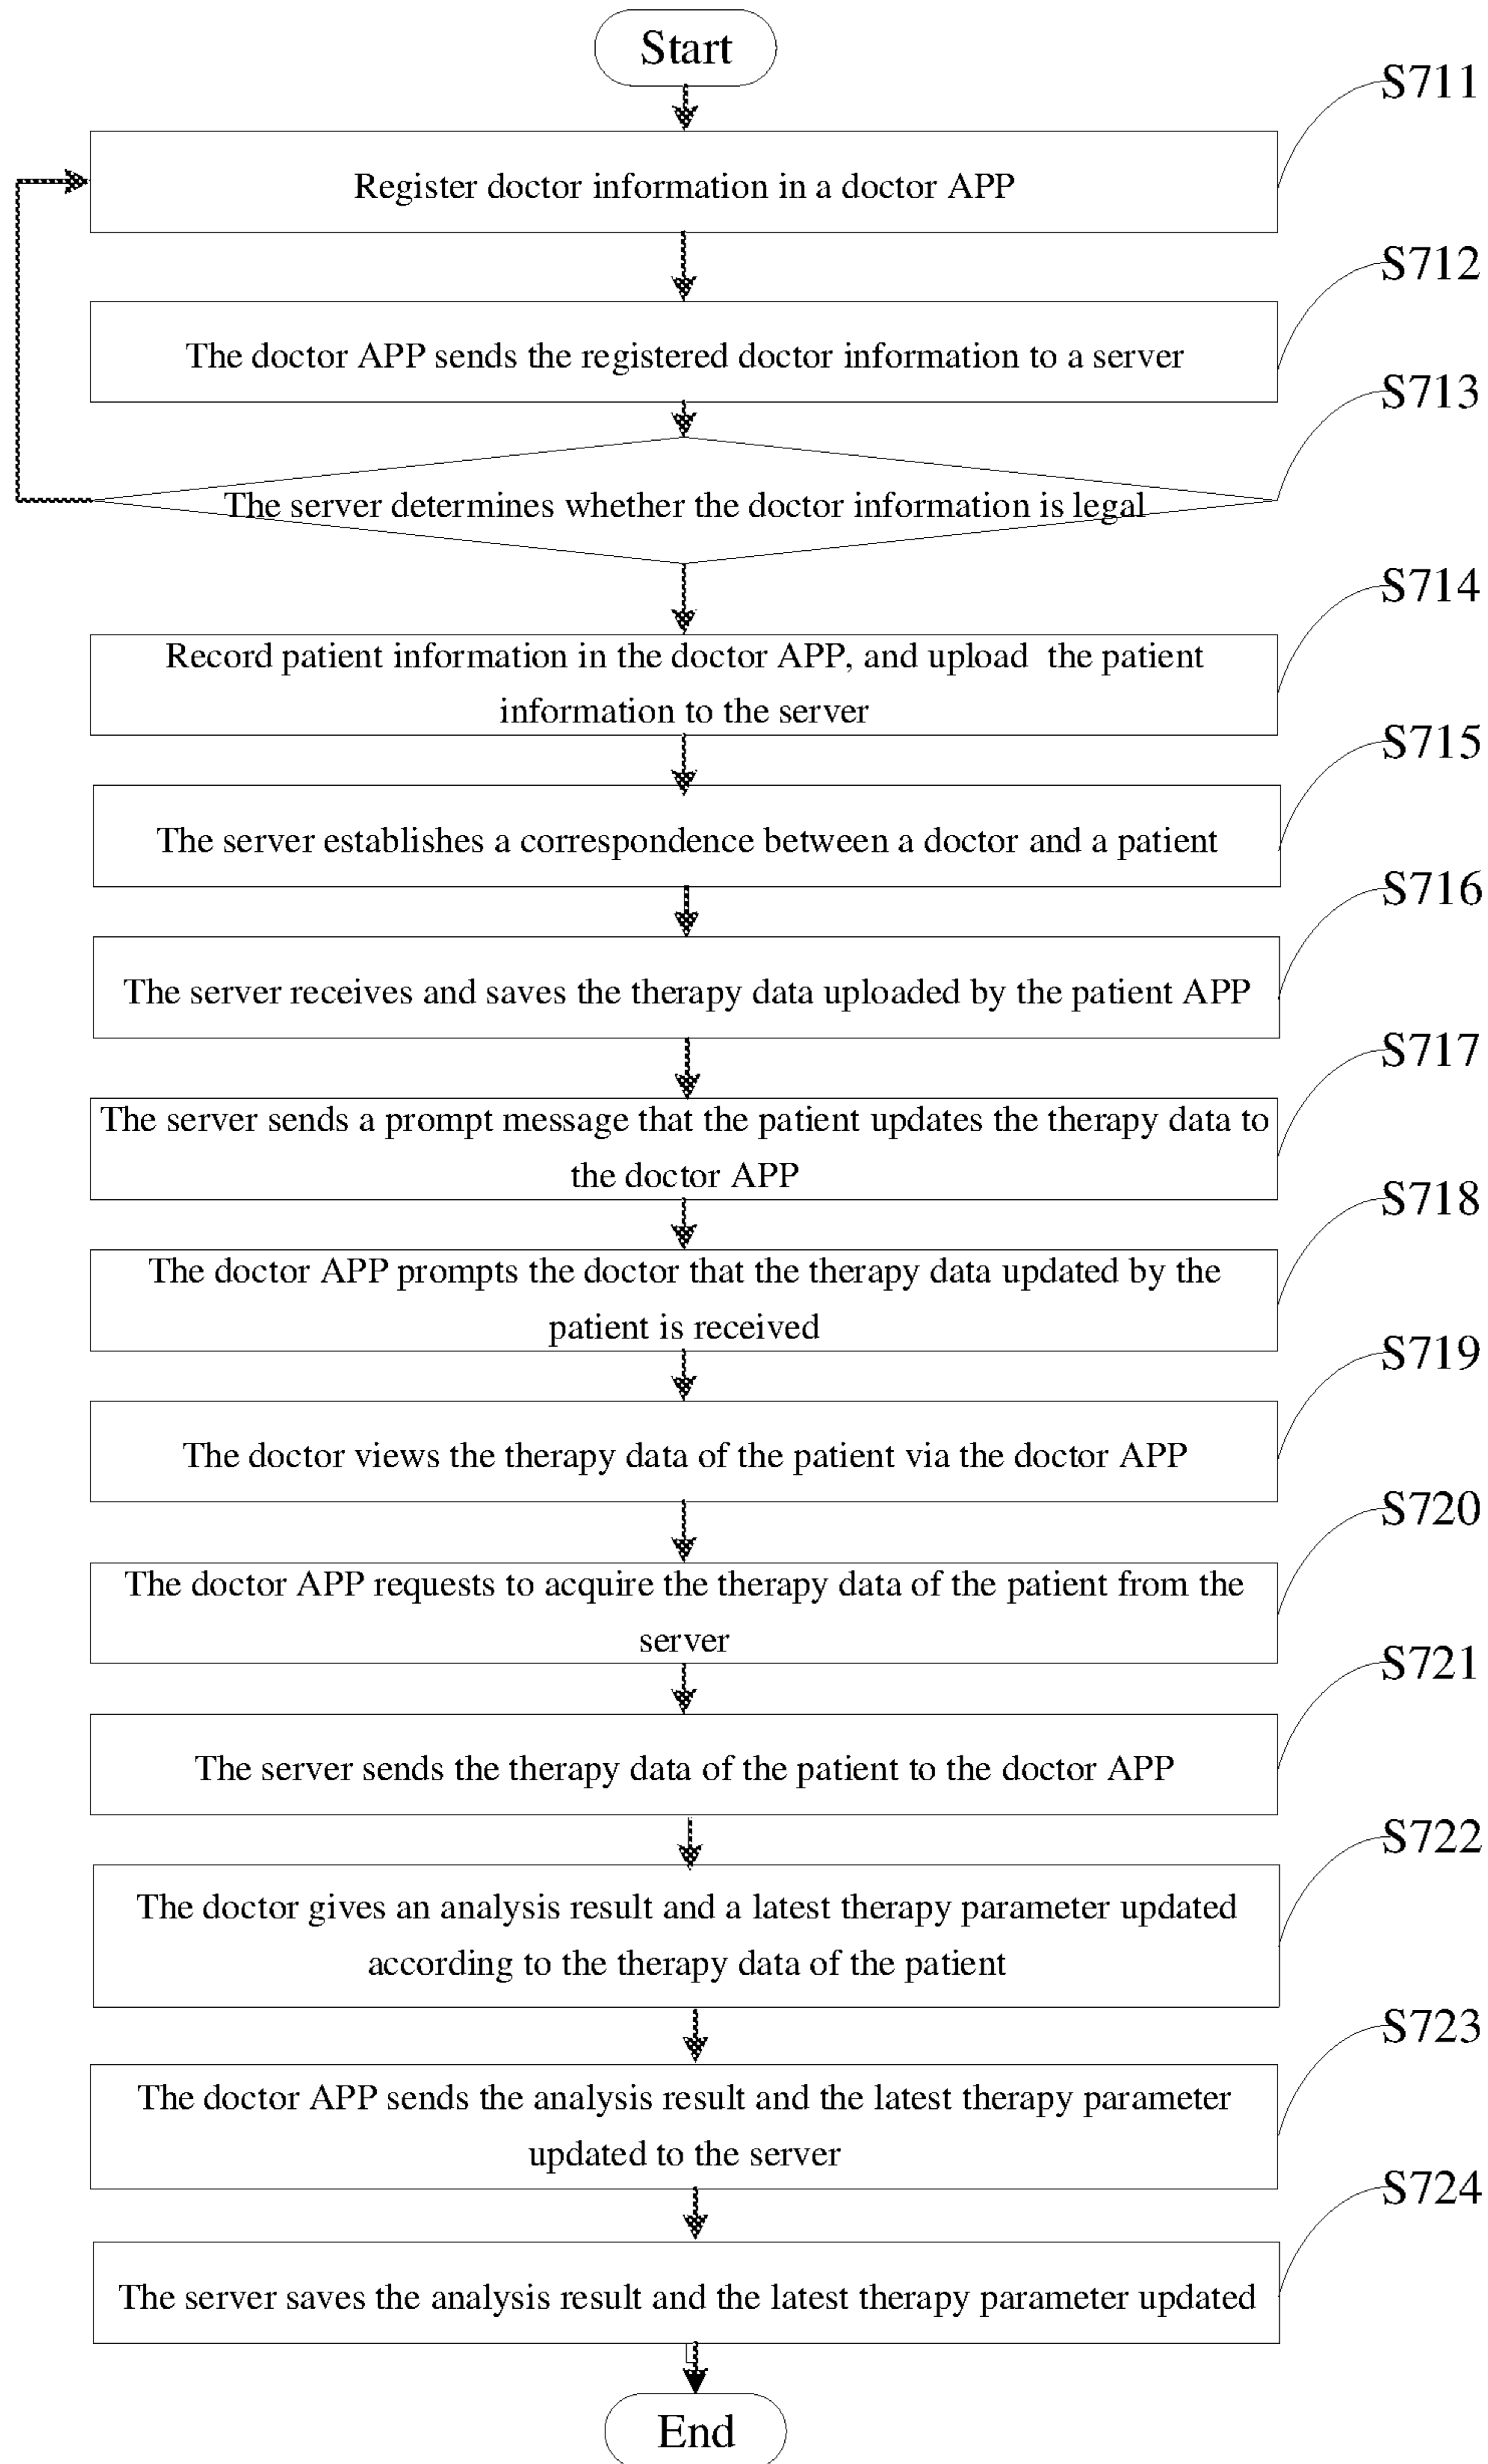 Start
S711
Register doctor information in a doctor APP
S712
The doctor APP sends the registered doctor information to a server
S713
The server determines whether the doctor information is legal
S714
Record patient information in the doctor APP, and upload the patient
information to the server
S715
The server establishes a correspondence between a doctor and a patient
S716
The server receives and saves the therapy data uploaded by the patient APP
S717
The server sends a prompt message that the patient updates the therapy data to
the doctor APP
S718
The doctor APP prompts the doctor that the therapy data updated by the
patient is received
S719
The doctor views the therapy data of the patient via the doctor APP
S720
The doctor APP requests to acquire the therapy data of the patient from the
server
S721
The server sends the therapy data of the patient to the doctor APP
S722
The doctor gives an analysis result and a latest therapy parameter updated
according to the therapy data of the patient
S723
The doctor APP sends the analysis result and the latest therapy parameter
updated to the server
S724
The server saves the analysis result and the latest therapy parameter updated
End